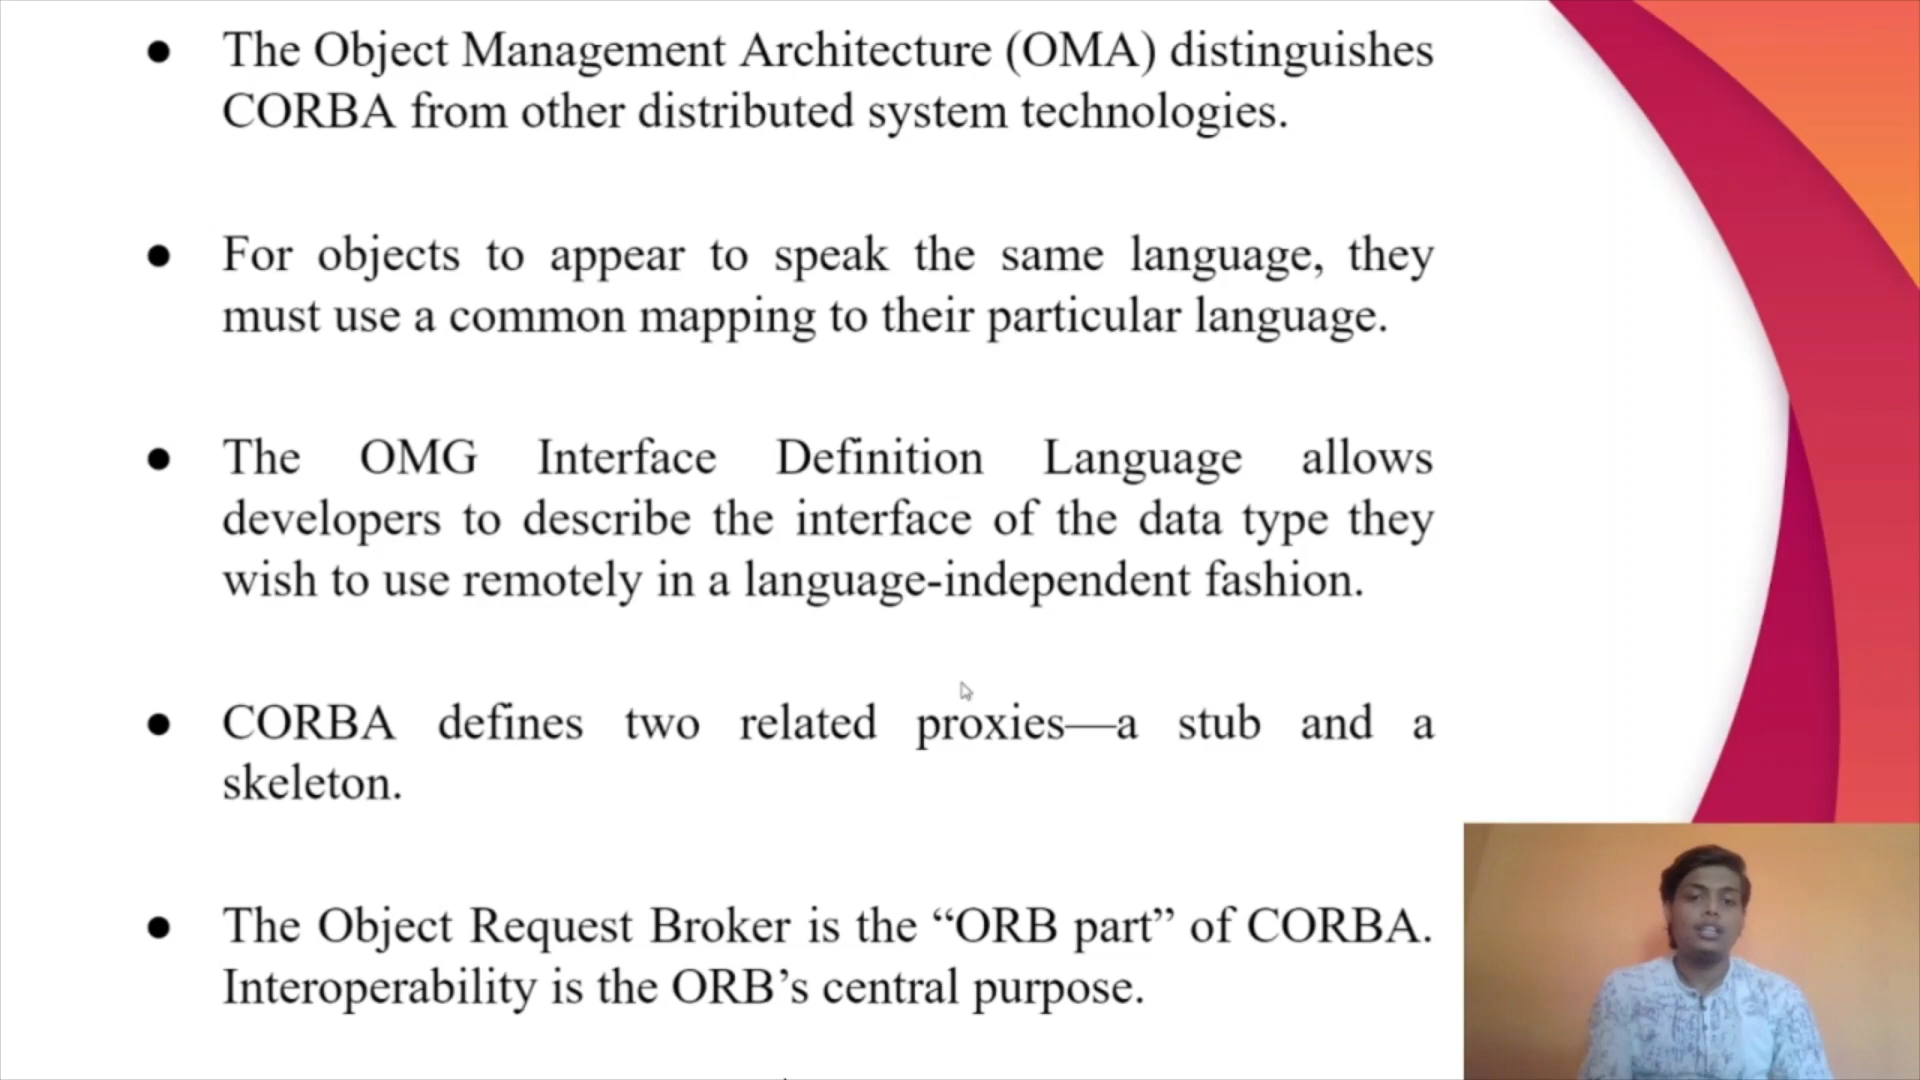 ● The Object Management Architecture (OMA) distinguishes
CORBA from other distributed system technologies.
● For objects to appear to speak the same language, they
must use a common mapping to their particular language.
● The OMG Interface Definition Language allows
developers to describe the interface of the data type they
wish to use remotely in a language-independent fashion.
● CORBA defines two related proxies—a stub and a
skeleton.
● The Object Request Broker is the “ORB part” of CORBA.
Interoperability is the ORB’s central purpose.